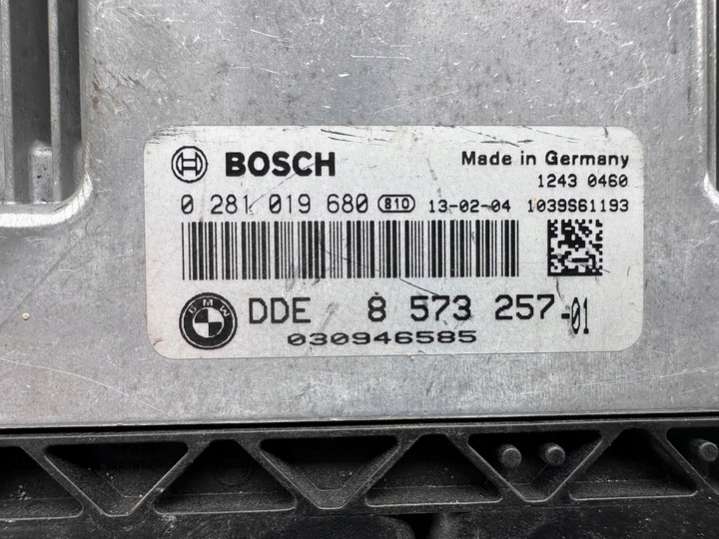 BOSCH
Made in Germany
1243 0460
0 281 019 680 810 13-02-04 1039S61193
BMW DDE 8 573 257-01
030946585